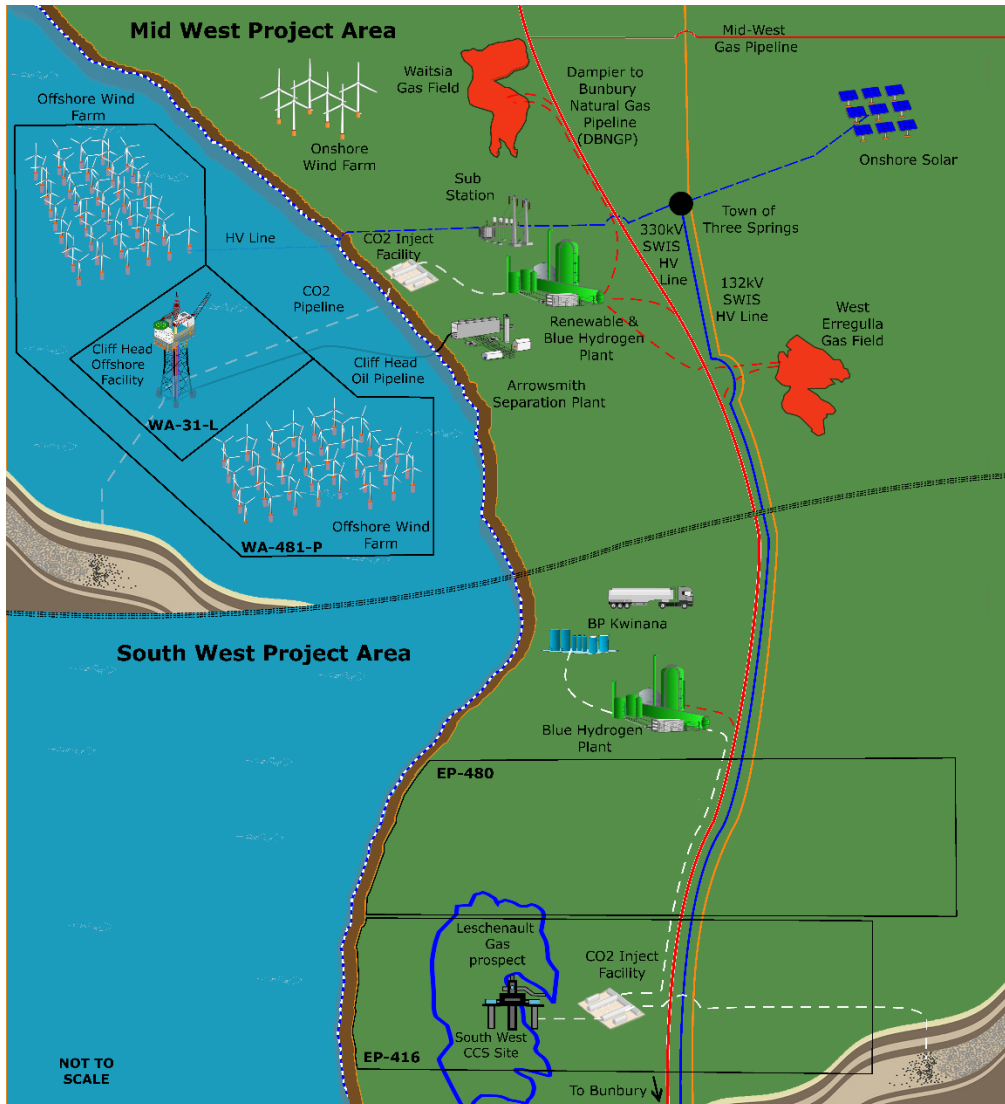 Mid West Project Area
Mid-West
Gas Pipeline
Waitsia
Gas Field
Dampier to
Bunbury
Natural Gas
Pipeline
(DBNGP)
Offshore Wind
Farm
Onshore
Wind Farm
Onshore Solar
Sub
Station
Town of
Three Springs
HV Line
CO2 Inject
Facility
330kV
SWIS
HV
Line
132kV
SWIS
HV Line
CO2
Pipeline
Renewable &
Blue Hydrogen
Plant
West
Erregulla
Gas Field
Cliff Head
Offshore
Facility
Cliff Head
Oil Pipeline
Arrowsmith
Separation Plant
WA-31-L
Offshore Wind
Farm
WA-481-P
BP Kwinana
South West Project Area
Blue Hydrogen
Plant
EP-480
Leschenault
Gas
prospect
CO2 Inject
Facility
South West
CCS Site
EP-416
NOT TO
SCALE
To Bunbury